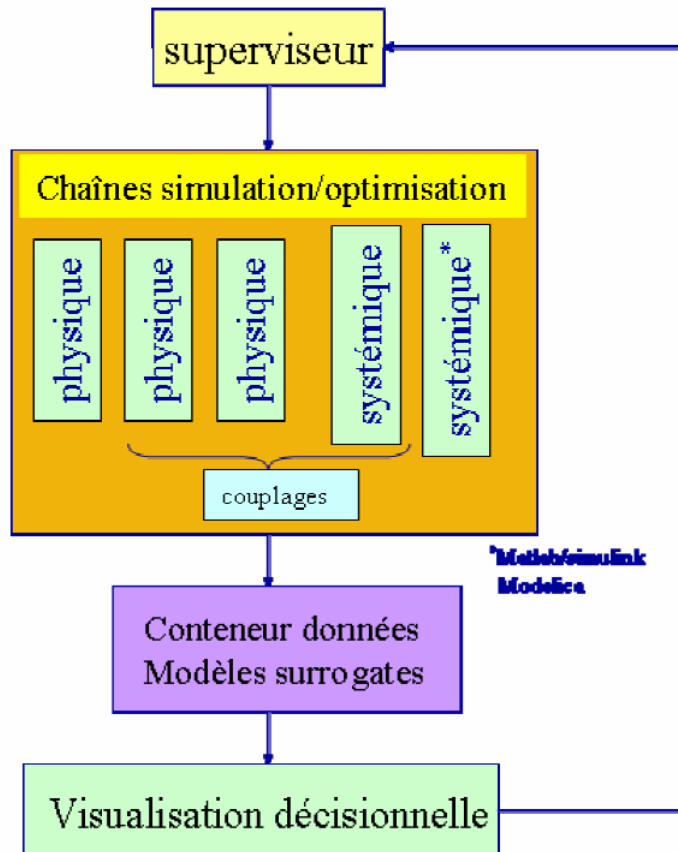 superviseur
Chaînes simulation/optimisation
physique
physique
physique
systémique
systémique*
couplages
*Matlab/simulink
Modelica
Conteneur données
Modèles surrogates
Visualisation décisionnelle